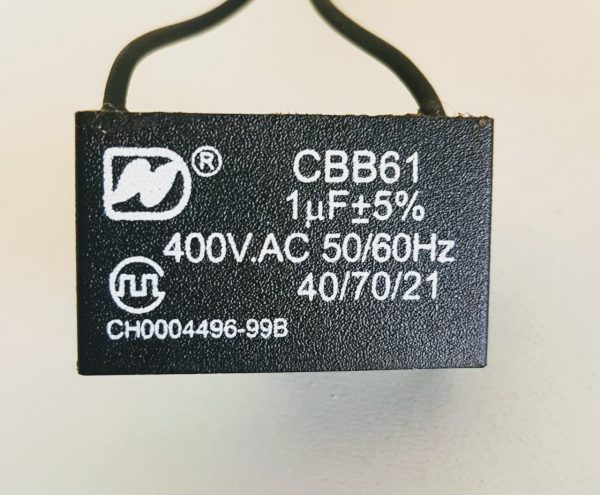 ® CBB61
1µF±5%
400V.AC 50/60Hz
40/70/21
CH0004496-99B